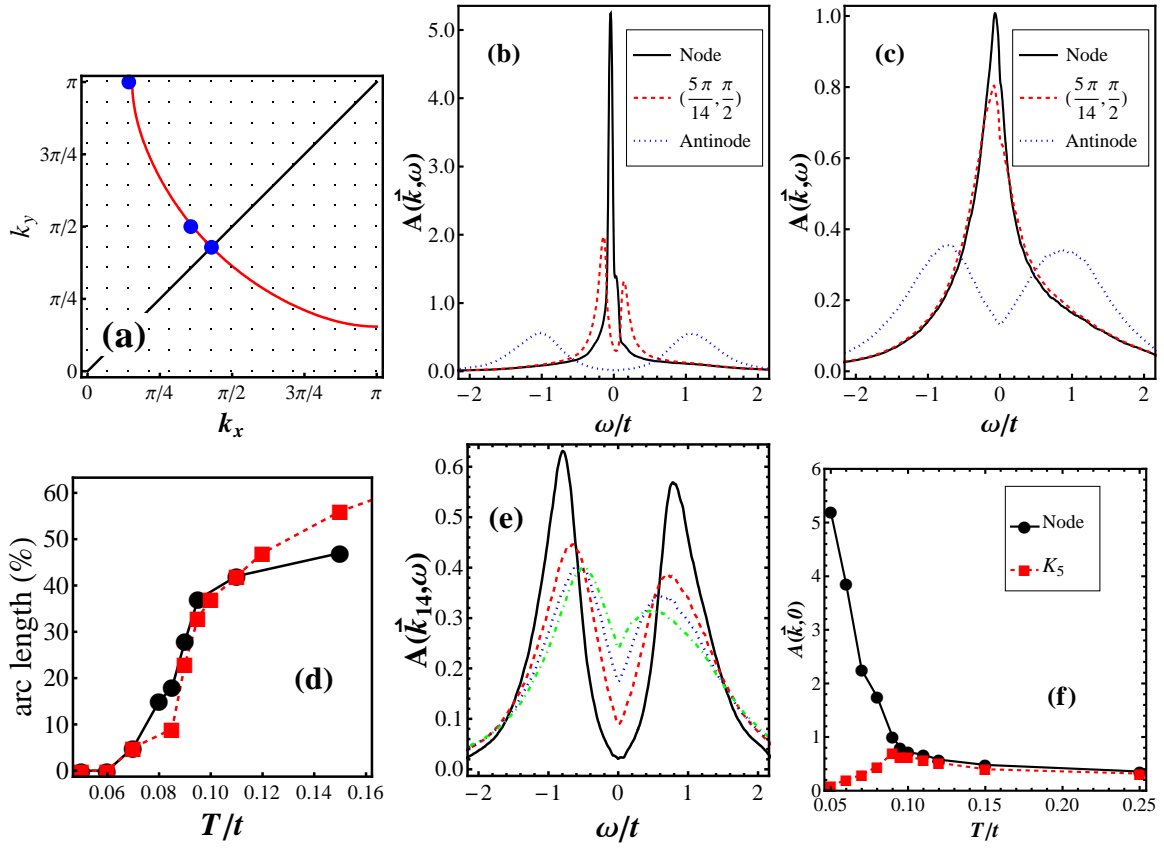 (a)
π
3π/4
π/2
π/4
0
k_y
0 π/4 π/2 3π/4 π
k_x
(b)
5.0
4.0
3.0
2.0
1.0
0.0
A(k⃗,ω)
Node
(5π/14, π/2)
Antinode
−2 −1 0 1 2
ω/t
(c)
1.0
0.8
0.6
0.4
0.2
0.0
A(k⃗,ω)
Node
(5π/14, π/2)
Antinode
−2 −1 0 1 2
ω/t
(d)
60
50
40
30
20
10
0
arc length (%)
0.06 0.08 0.10 0.12 0.14 0.16
T/t
(e)
0.6
0.5
0.4
0.3
0.2
0.1
0.0
A(k⃗₁₄,ω)
−2 −1 0 1 2
ω/t
(f)
6
5
4
3
2
1
0
A(k⃗,0)
Node
K₅
0.05 0.10 0.15 0.20 0.25
T/t